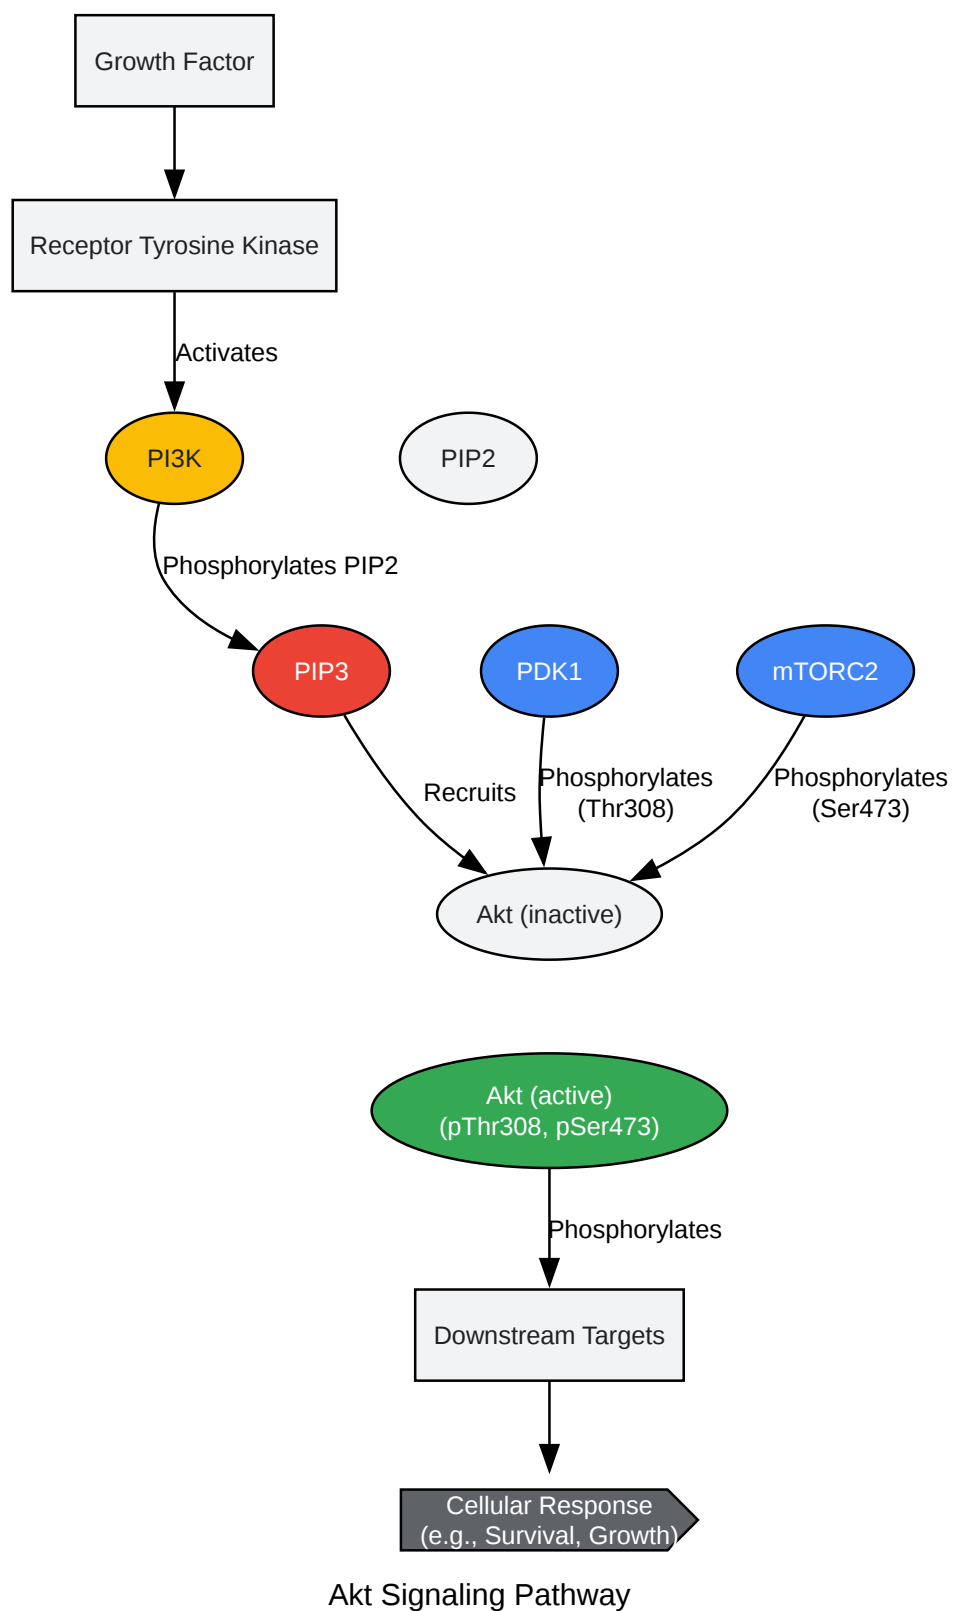 Growth Factor
Receptor Tyrosine Kinase
Activates
PI3K
PIP2
Phosphorylates PIP2
PIP3
PDK1
mTORC2
Recruits
Phosphorylates
(Thr308)
Phosphorylates
(Ser473)
Akt (inactive)
Akt (active)
(pThr308, pSer473)
Phosphorylates
Downstream Targets
Cellular Response
(e.g., Survival, Growth)
Akt Signaling Pathway